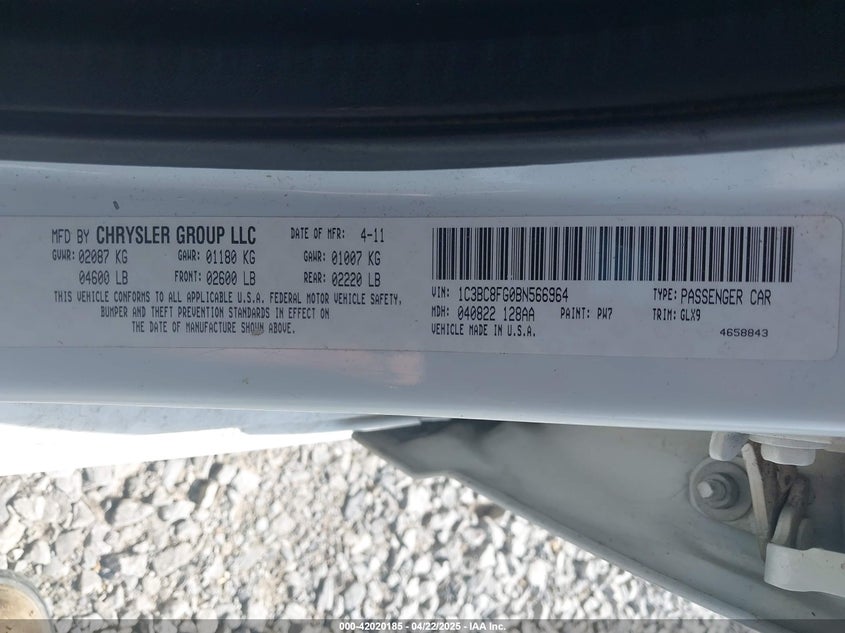 MFD BY CHRYSLER GROUP LLC DATE OF MFR: 4-11
GVWR: 02087 KG GAWR: 01180 KG GAWR: 01007 KG
04600 LB FRONT: 02600 LB REAR: 02220 LB
THIS VEHICLE CONFORMS TO ALL APPLICABLE U.S.A. FEDERAL MOTOR VEHICLE SAFETY,
BUMPER AND THEFT PREVENTION STANDARDS IN EFFECT ON
THE DATE OF MANUFACTURE SHOWN ABOVE.
VIN: 1C3BC8FG0BN566964 TYPE: PASSENGER CAR
MDH: 040822 128AA PAINT: PW7 TRIM: GLX9
VEHICLE MADE IN U.S.A. 4658843
000-42020185 - 04/22/2025 - IAA Inc.